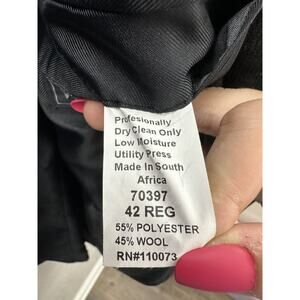 Professionally
Dry Clean Only
Low Moisture
Utility Press
Made In South
Africa
70397
42 REG
55% POLYESTER
45% WOOL
RN#110073